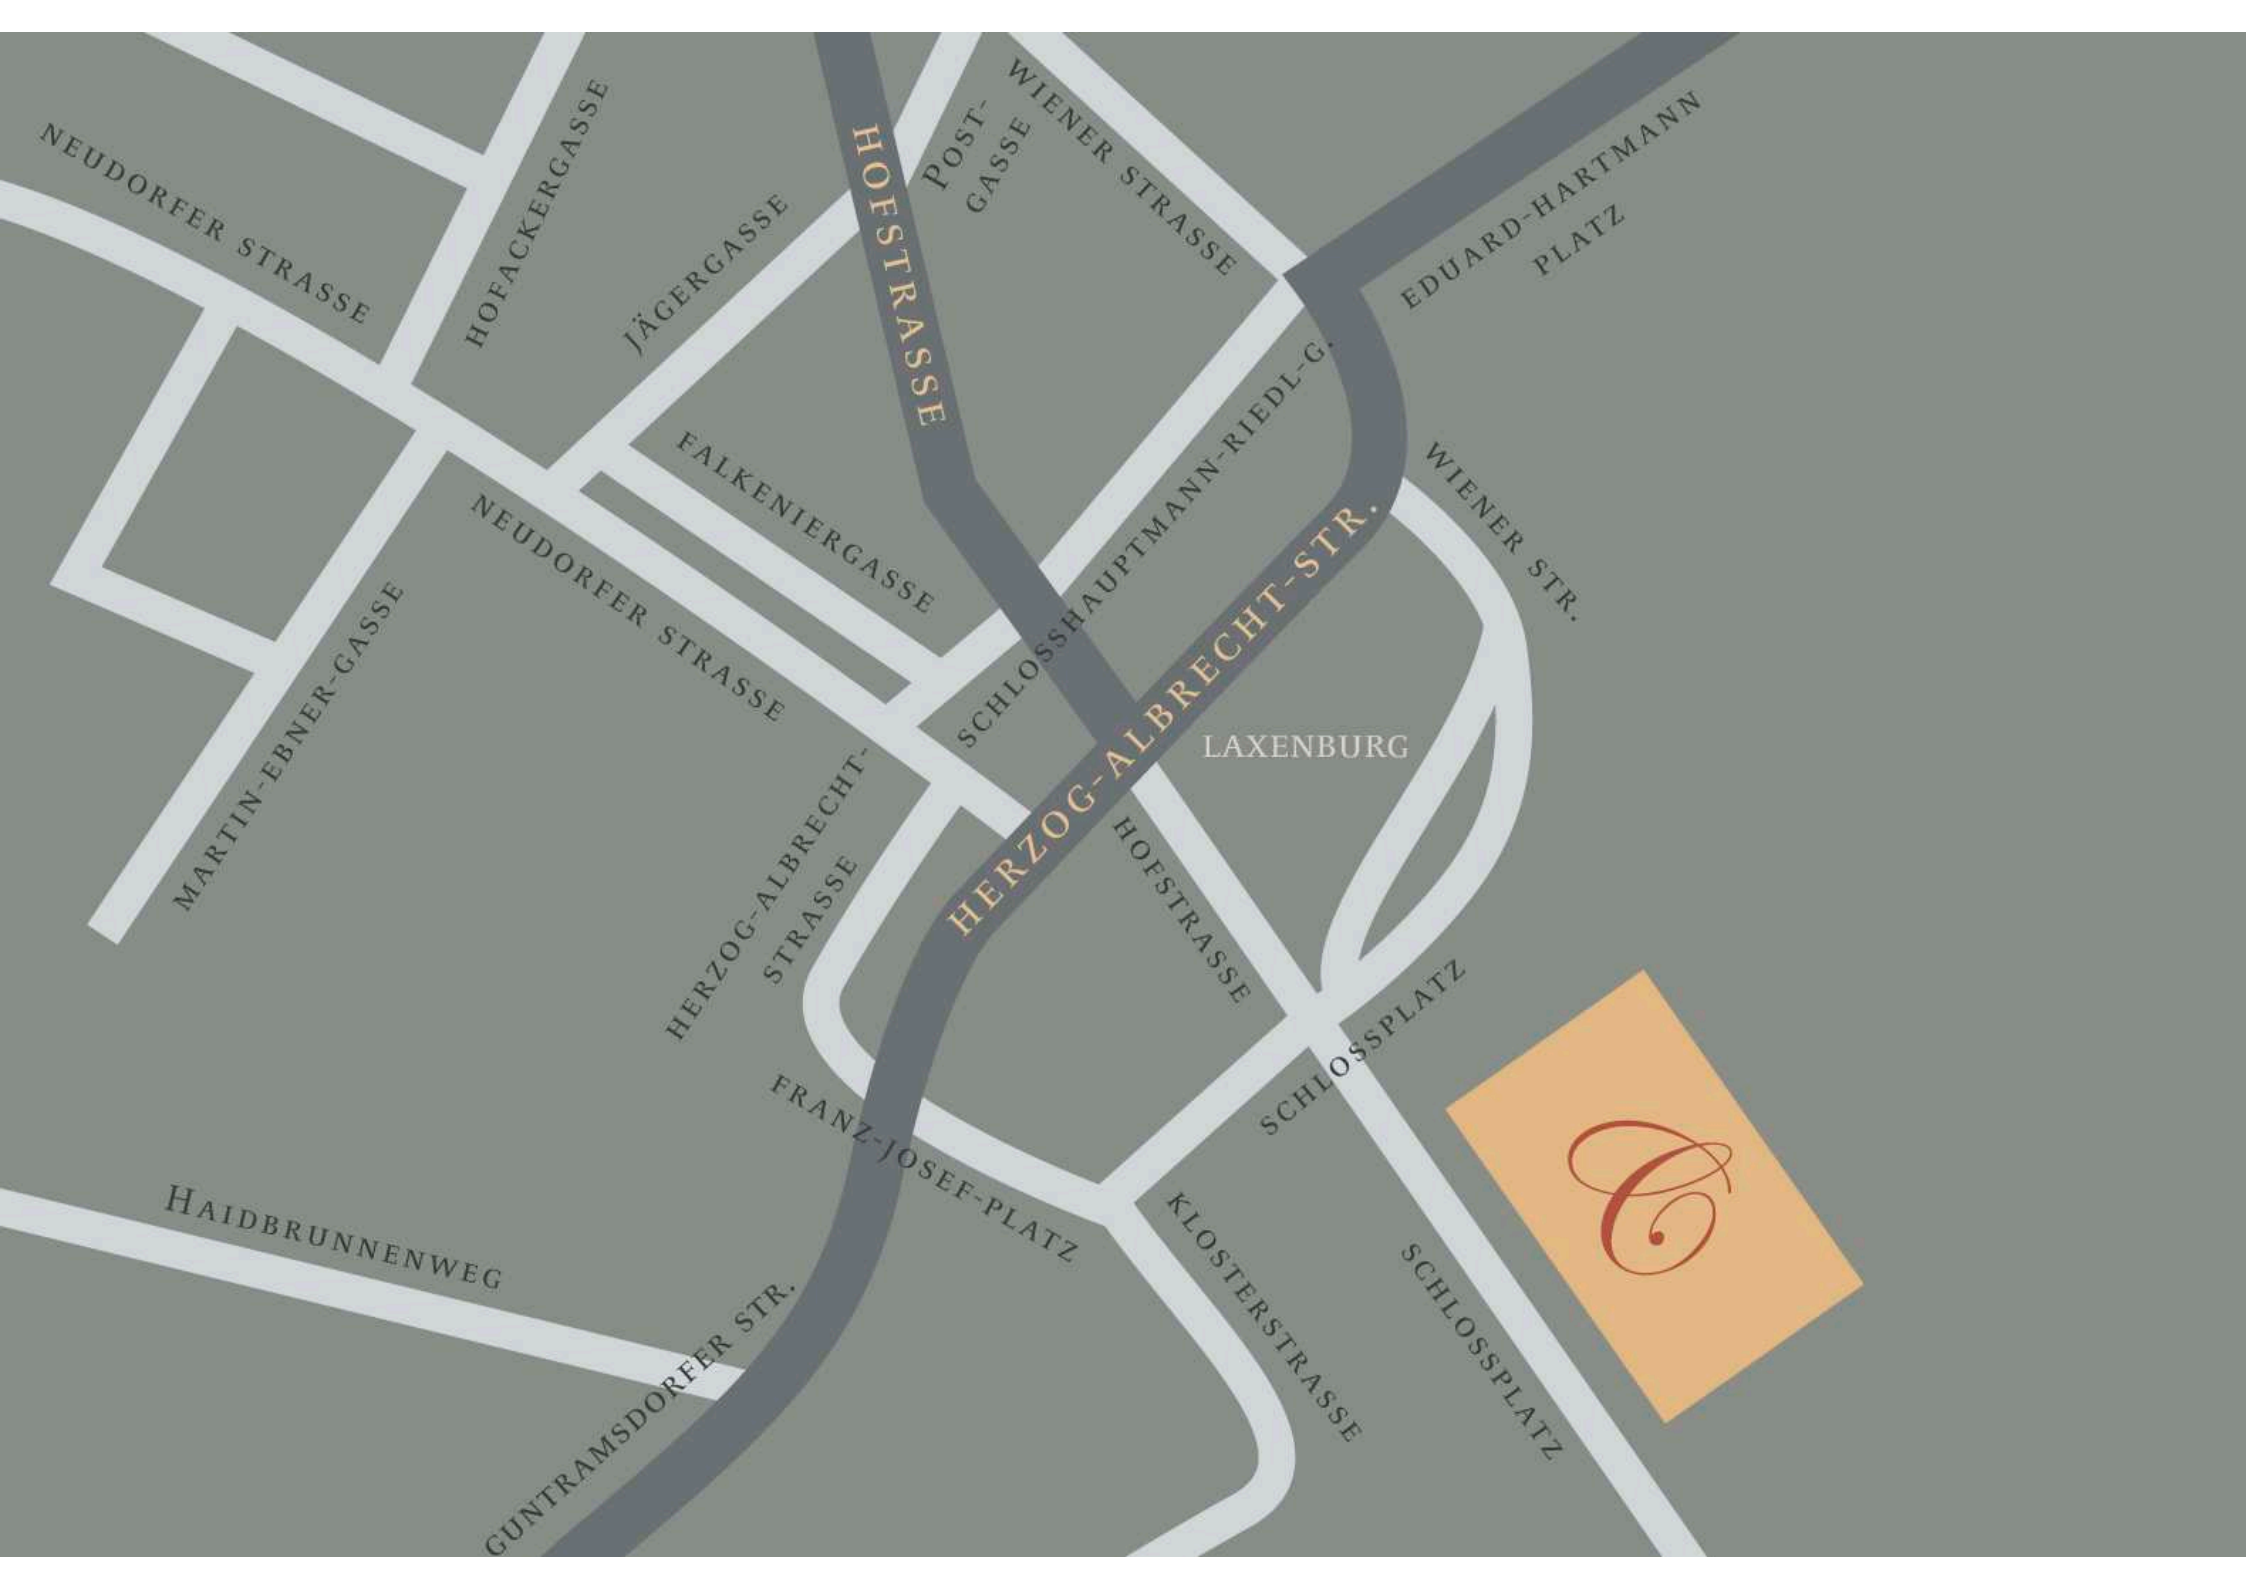 NEUDORFER STRASSE
HOFACKERGASSE
JÄGERGASSE
HOFSTRASSE
POST-
GASSE
WIENER STRASSE
EDUARD-HARTMANN
PLATZ
FALKENIERGASSE
NEUDORFER STRASSE
SCHLOSSHAUPTMANN-RIEDL-G.
WIENER STR.
HERZOG-ALBRECHT-STR.
MARTIN-EBNER-GASSE
LAXENBURG
HERZOG-ALBRECHT-
STRASSE
HOFSTRASSE
SCHLOSSPLATZ
FRANZ-JOSEF-PLATZ
HAIDBRUNNENWEG
GUNTRAMSDORFER STR.
KLOSTERSTRASSE
SCHLOSSPLATZ
C